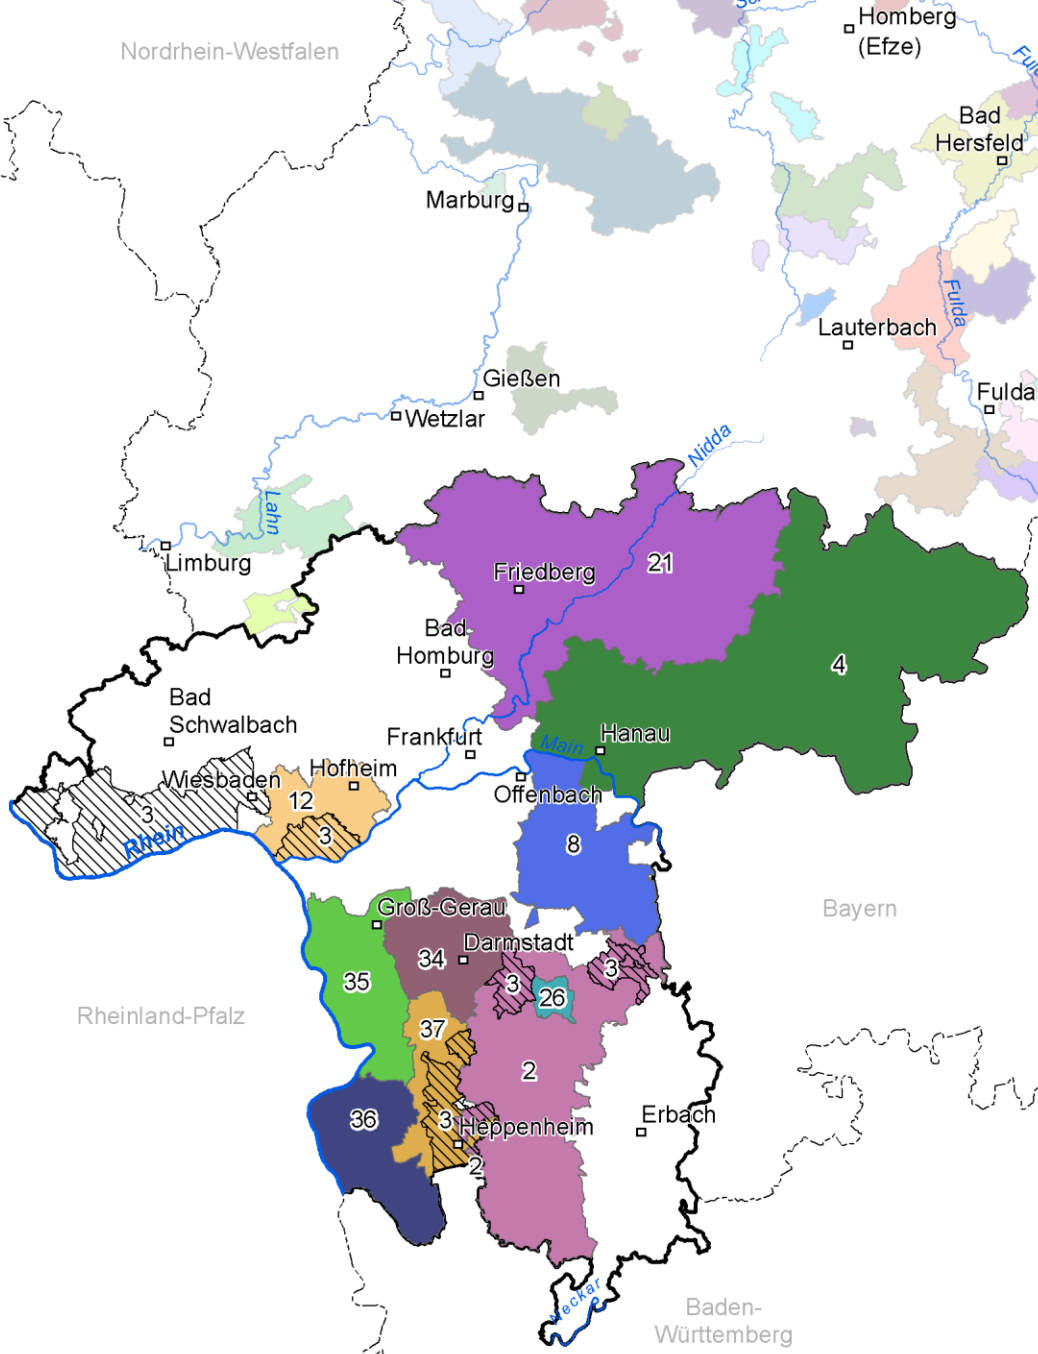 Homberg
(Efze)
Nordrhein-Westfalen
Bad
Hersfeld
Marburg
Fulda
Lauterbach
Gießen
Fulda
Wetzlar
Nidda
Lahn
Limburg
21
Friedberg
Bad
Homburg
4
Bad
Schwalbach
Frankfurt
Hanau
Main
Hofheim
Wiesbaden
Offenbach
12
3
3
Rhein
8
Groß-Gerau
Bayern
Darmstadt
34
3
35
3
26
Rheinland-Pfalz
37
2
36
3
Heppenheim
Erbach
2
Neckar
Baden-
Württemberg